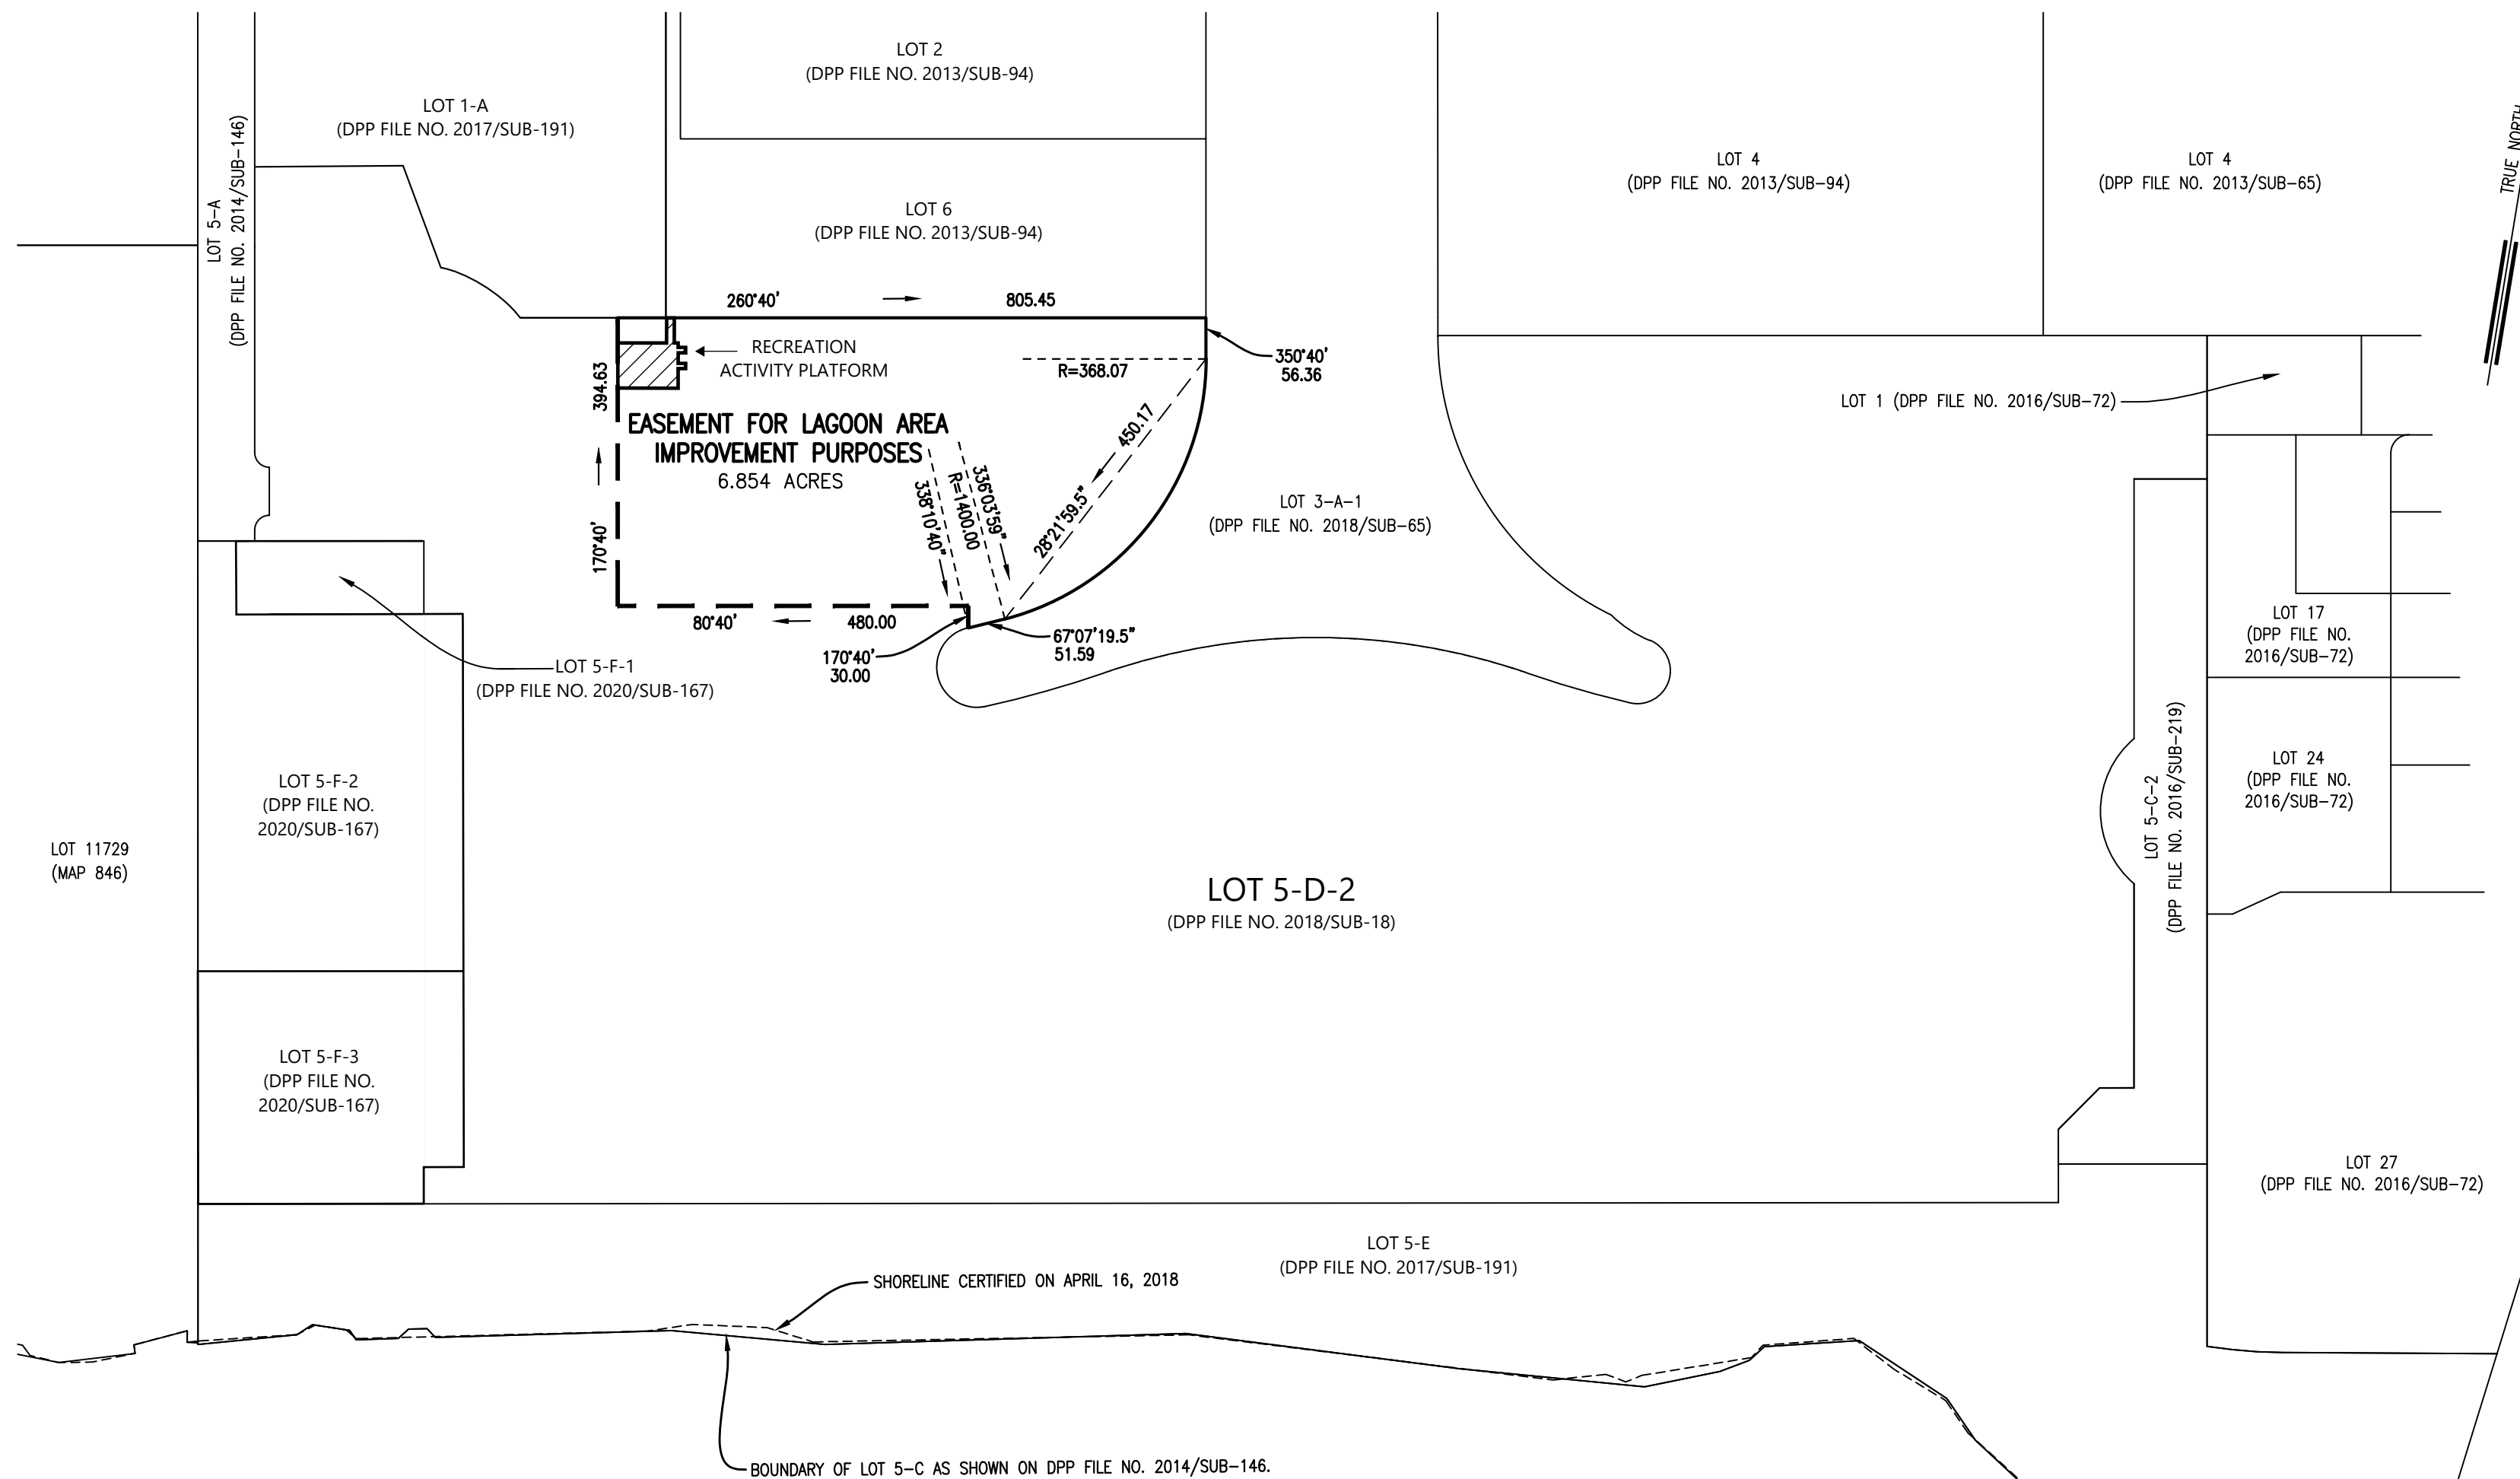 LOT 2
(DPP FILE NO. 2013/SUB-94)
LOT 1-A
(DPP FILE NO. 2017/SUB-191)
LOT 5-A
(DPP FILE NO. 2014/SUB-146)
LOT 6
(DPP FILE NO. 2013/SUB-94)
LOT 4
(DPP FILE NO. 2013/SUB-94)
LOT 4
(DPP FILE NO. 2013/SUB-65)
TRUE NORTH
260°40'
805.45
RECREATION
ACTIVITY PLATFORM
R=368.07
350°40'
56.36
394.63
170°40'
EASEMENT FOR LAGOON AREA
IMPROVEMENT PURPOSES
6.854 ACRES
450.17
28°21'59.5"
336°03'59"
R=1400.00
338°10'40"
LOT 1 (DPP FILE NO. 2016/SUB-72)
LOT 3-A-1
(DPP FILE NO. 2018/SUB-65)
80°40'
480.00
170°40'
30.00
67°07'19.5"
51.59
LOT 5-F-1
(DPP FILE NO. 2020/SUB-167)
LOT 17
(DPP FILE NO.
2016/SUB-72)
LOT 5-F-2
(DPP FILE NO.
2020/SUB-167)
LOT 11729
(MAP 846)
LOT 5-D-2
(DPP FILE NO. 2018/SUB-18)
LOT 5-C-2
(DPP FILE NO. 2016/SUB-219)
LOT 24
(DPP FILE NO.
2016/SUB-72)
LOT 5-F-3
(DPP FILE NO.
2020/SUB-167)
LOT 27
(DPP FILE NO. 2016/SUB-72)
LOT 5-E
(DPP FILE NO. 2017/SUB-191)
SHORELINE CERTIFIED ON APRIL 16, 2018
BOUNDARY OF LOT 5-C AS SHOWN ON DPP FILE NO. 2014/SUB-146.